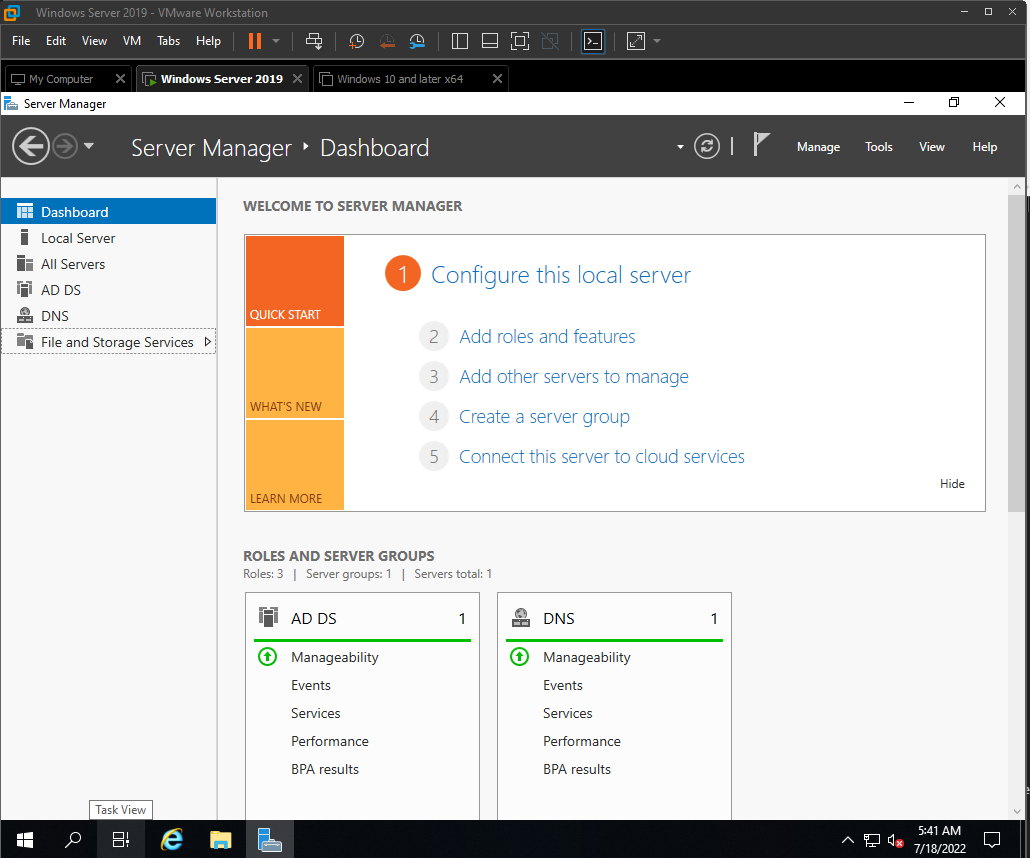 Windows Server 2019 - VMware Workstation
File Edit View VM Tabs Help
My Computer Windows Server 2019 Windows 10 and later x64
Server Manager
Server Manager Dashboard Manage Tools View Help
Dashboard
Local Server
All Servers
AD DS
DNS
File and Storage Services
WELCOME TO SERVER MANAGER
QUICK START
WHAT'S NEW
LEARN MORE
1 Configure this local server
2 Add roles and features
3 Add other servers to manage
4 Create a server group
5 Connect this server to cloud services
Hide
ROLES AND SERVER GROUPS
Roles: 3 | Server groups: 1 | Servers total: 1
AD DS 1
Manageability
Events
Services
Performance
BPA results
DNS 1
Manageability
Events
Services
Performance
BPA results
Task View
5:41 AM
7/18/2022